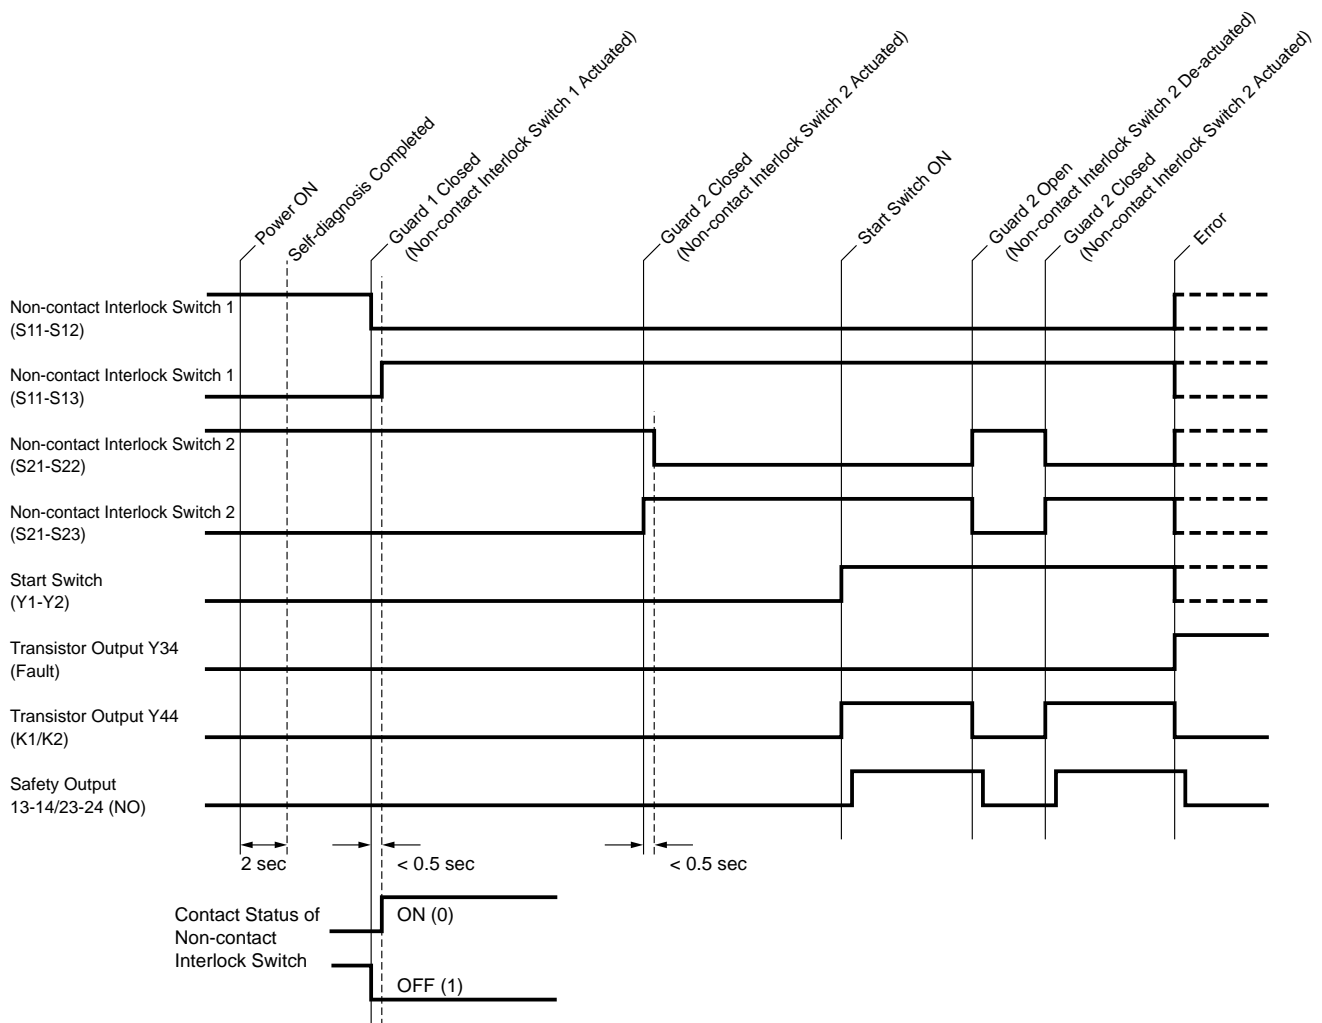 Power ON
Self-diagnosis Completed
Guard 1 Closed
(Non-contact Interlock Switch 1 Actuated)
Guard 2 Closed
(Non-contact Interlock Switch 2 Actuated)
Start Switch ON
Guard 2 Open
(Non-contact Interlock Switch 2 De-actuated)
Guard 2 Closed
(Non-contact Interlock Switch 2 Actuated)
Error
Non-contact Interlock Switch 1
(S11-S12)
Non-contact Interlock Switch 1
(S11-S13)
Non-contact Interlock Switch 2
(S21-S22)
Non-contact Interlock Switch 2
(S21-S23)
Start Switch
(Y1-Y2)
Transistor Output Y34
(Fault)
Transistor Output Y44
(K1/K2)
Safety Output
13-14/23-24 (NO)
2 sec
< 0.5 sec
< 0.5 sec
Contact Status of
Non-contact
Interlock Switch
ON (0)
OFF (1)